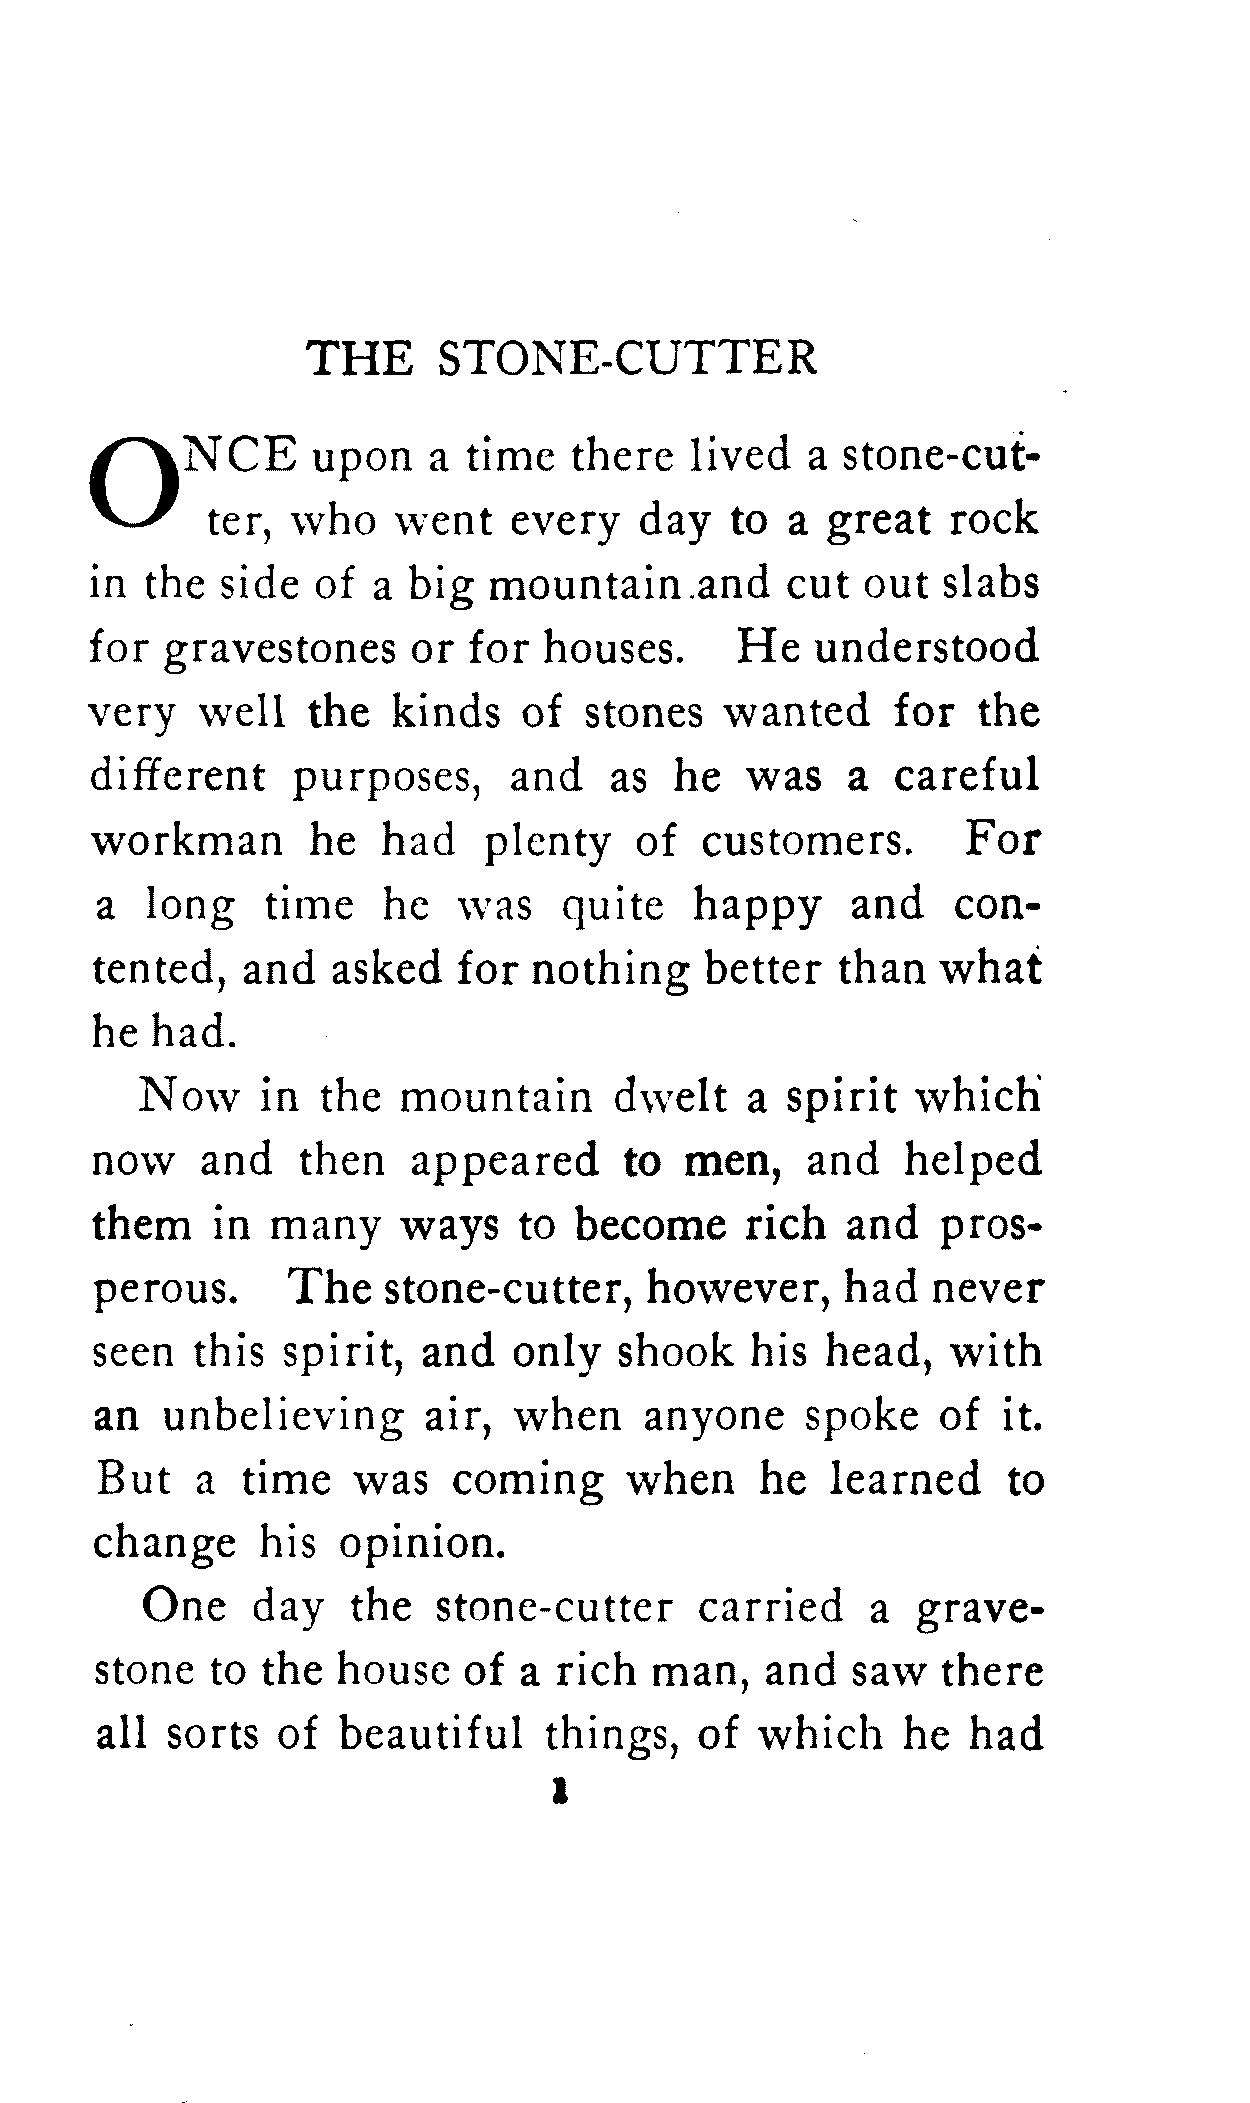 THE STONE-CUTTER
ONCE upon a time there lived a stone-cut-
ter, who went every day to a great rock
in the side of a big mountain and cut out slabs
for gravestones or for houses. He understood
very well the kinds of stones wanted for the
different purposes, and as he was a careful
workman he had plenty of customers. For
a long time he was quite happy and con-
tented, and asked for nothing better than what
he had.
Now in the mountain dwelt a spirit which
now and then appeared to men, and helped
them in many ways to become rich and pros-
perous. The stone-cutter, however, had never
seen this spirit, and only shook his head, with
an unbelieving air, when anyone spoke of it.
But a time was coming when he learned to
change his opinion.
One day the stone-cutter carried a grave-
stone to the house of a rich man, and saw there
all sorts of beautiful things, of which he had
1